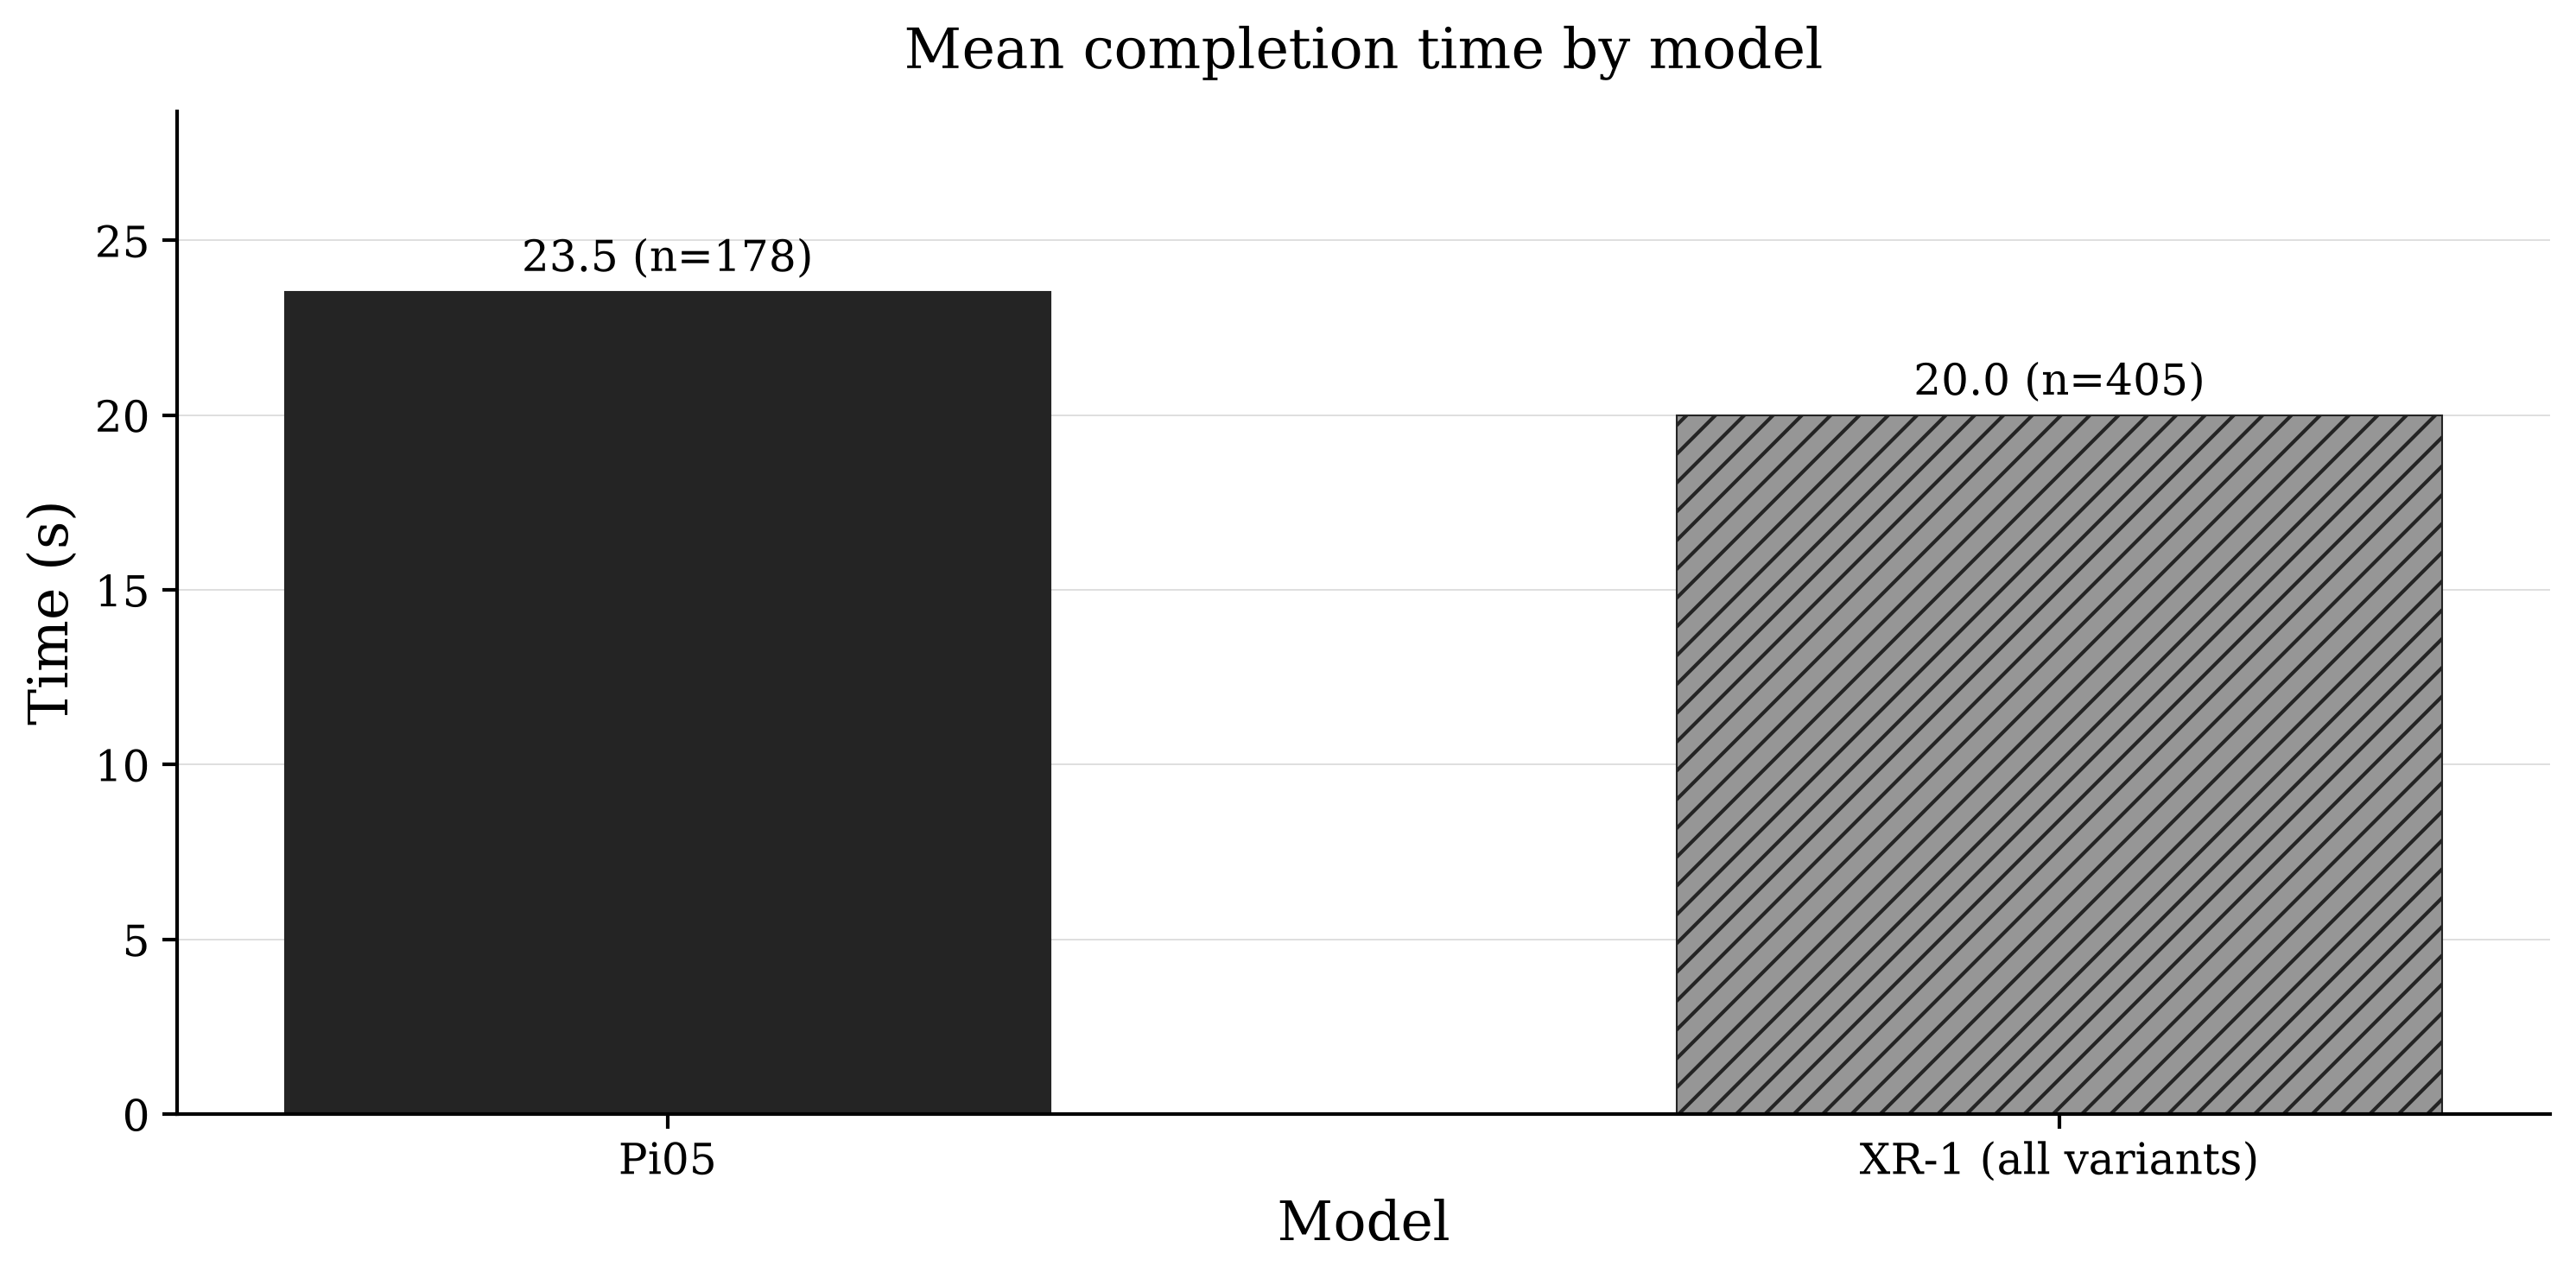 Mean completion time by model
Time (s)
25
20
15
10
5
0
23.5 (n=178)
20.0 (n=405)
Pi05
XR-1 (all variants)
Model